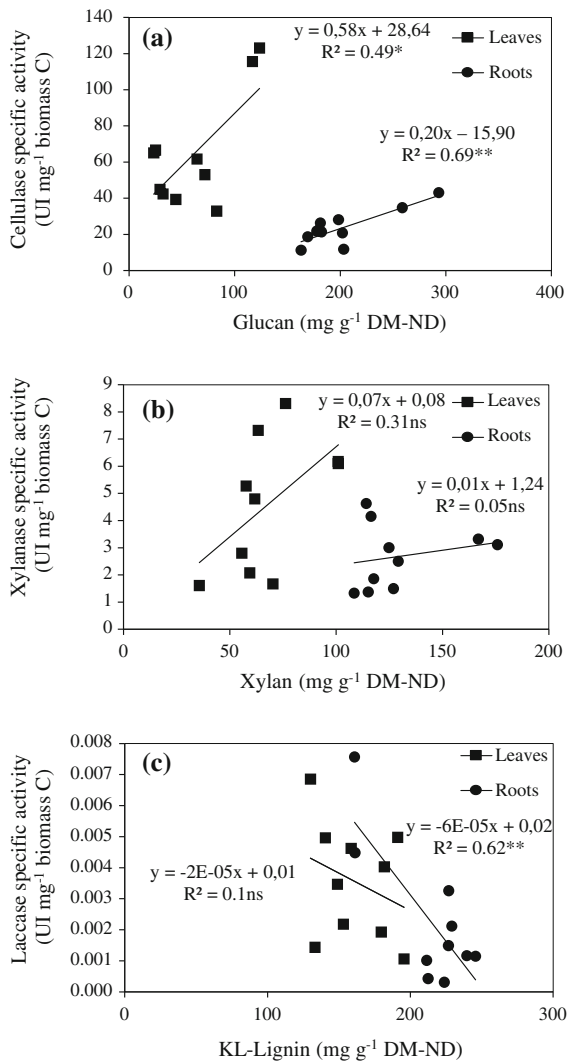 (a)
y = 0,58x + 28,64
R² = 0.49*
Leaves
Roots
y = 0,20x – 15,90
R² = 0.69**
Cellulase specific activity
(UI mg⁻¹ biomass C)
140
120
100
80
60
40
20
0
0 100 200 300 400
Glucan (mg g⁻¹ DM-ND)
(b)
y = 0,07x + 0,08
R² = 0.31ns
Leaves
Roots
y = 0,01x + 1,24
R² = 0.05ns
Xylanase specific activity
(UI mg⁻¹ biomass C)
9
8
7
6
5
4
3
2
1
0
0 50 100 150 200
Xylan (mg g⁻¹ DM-ND)
(c)
Leaves
Roots
y = -6E-05x + 0,02
R² = 0.62**
y = -2E-05x + 0,01
R² = 0.1ns
Laccase specific activity
(UI mg⁻¹ biomass C)
0.008
0.007
0.006
0.005
0.004
0.003
0.002
0.001
0.000
0 100 200 300
KL-Lignin (mg g⁻¹ DM-ND)